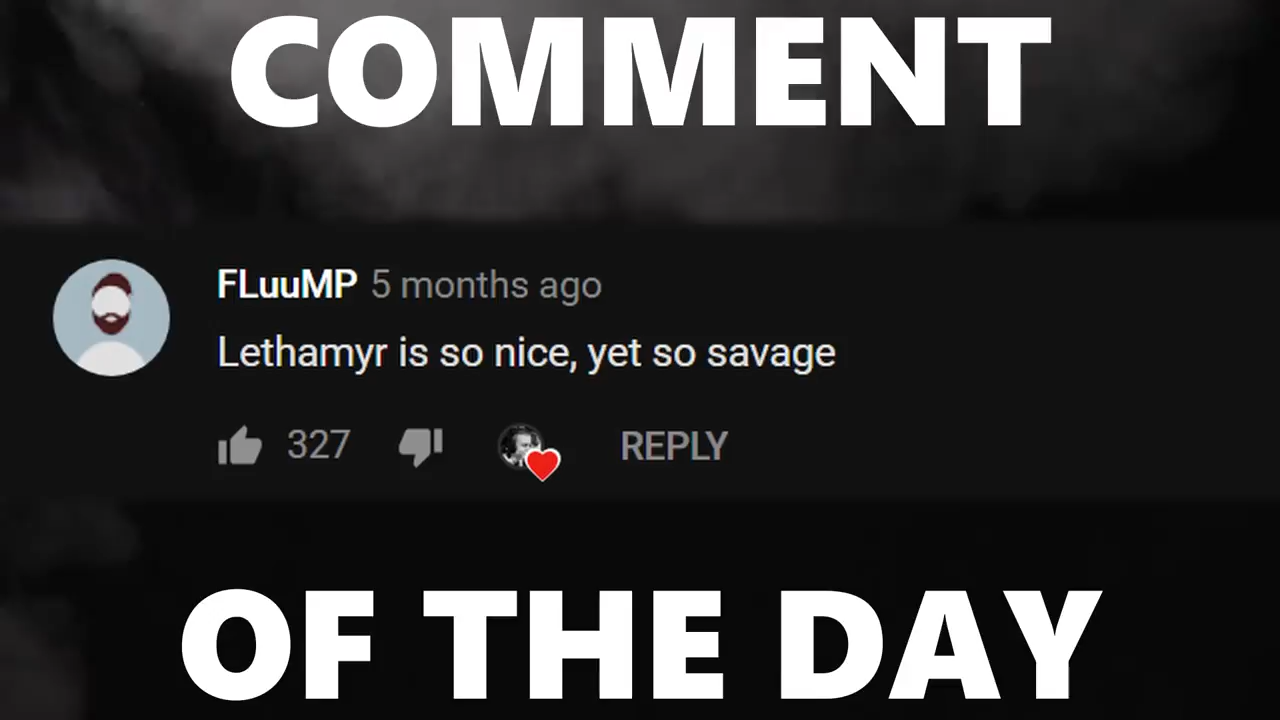 COMMENT
FLuuMP 5 months ago
Lethamyr is so nice, yet so savage
327 REPLY
OF THE DAY